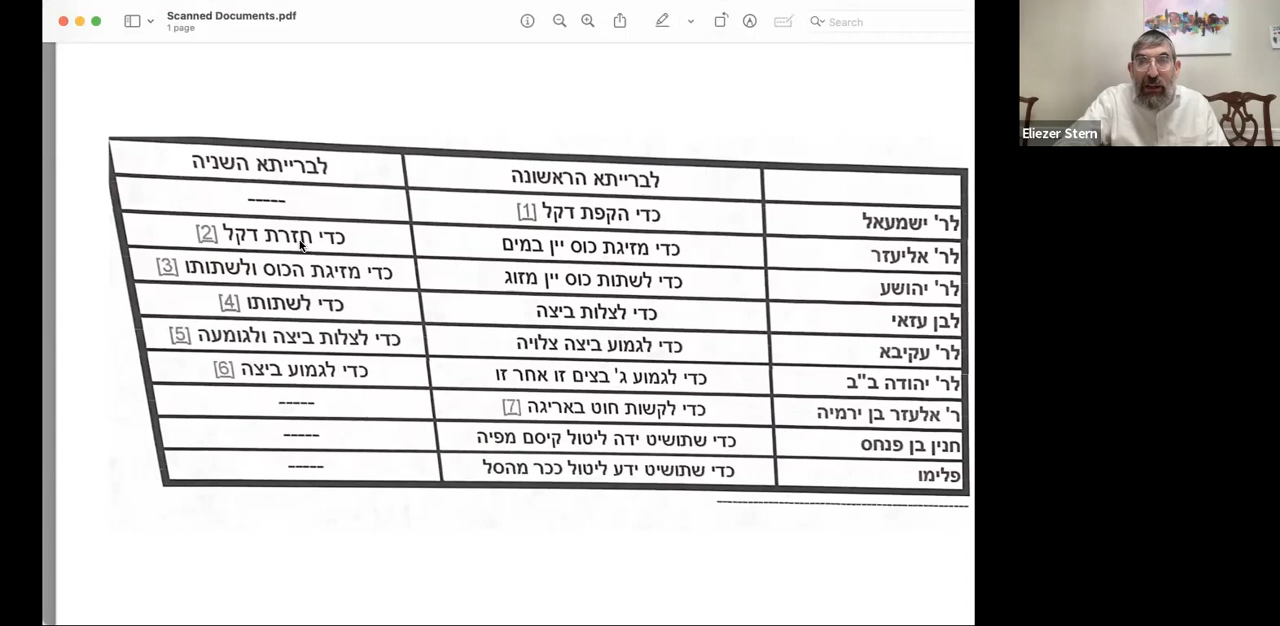 Scanned Documents.pdf
1 page
Search
Eliezer Stern
לברייתא הראשונה לברייתא השניה
לר' ישמעאל כדי הקפת דקל [1] -----
לר' אליעזר כדי מזיגת כוס יין במים כדי חזרת דקל [2]
לר' יהושע כדי לשתות כוס יין מזוג כדי מזיגת הכוס ולשתותו [3]
לבן עזאי כדי לצלות ביצה כדי לשתותו [4]
לר' עקיבא כדי לגמוע ביצה צלויה כדי לצלות ביצה ולגומעה [5]
לר' יהודה ב"ב כדי לגמוע ג' בצים זו אחר זו כדי לגמוע ביצה [6]
ר' אלעזר בן ירמיה כדי לקשות חוט באריגה [7] -----
חנין בן פנחס כדי שתושיט ידה ליטול קיסם מפיה -----
פלימו כדי שתושיט ידע ליטול ככר מהסל -----